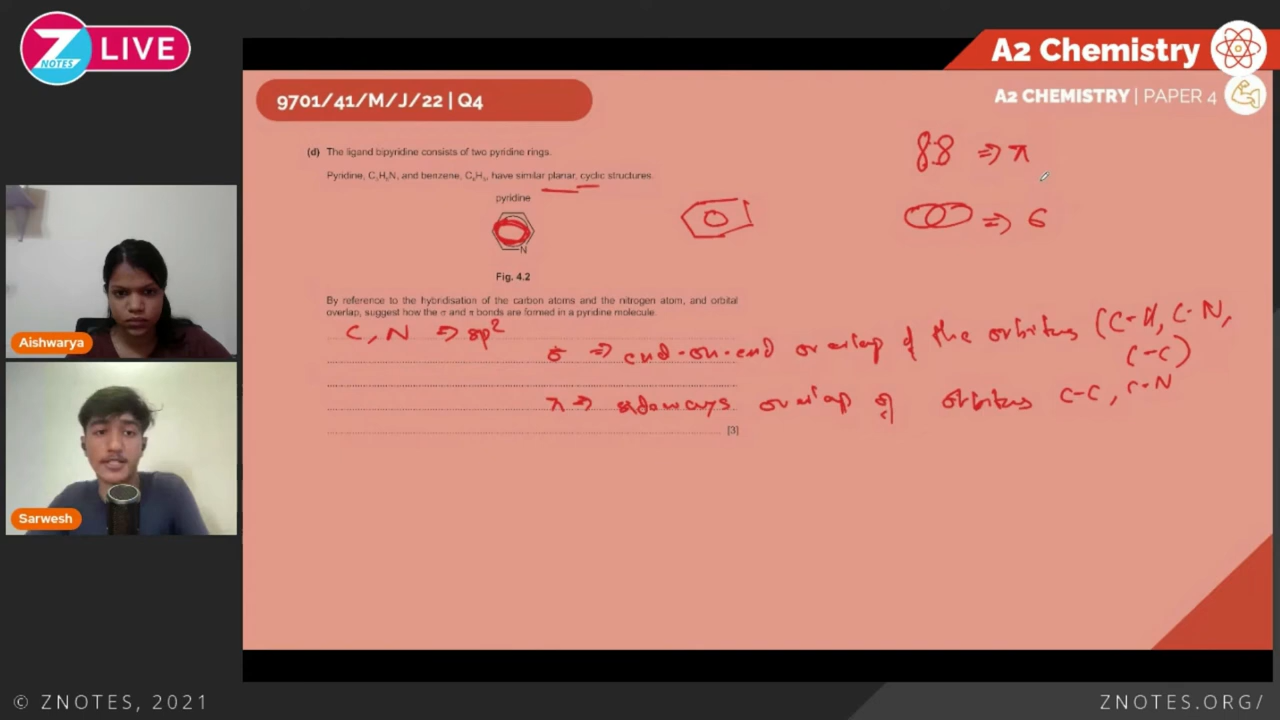 Z NOTES LIVE
A2 Chemistry
A2 CHEMISTRY | PAPER 4
9701/41/M/J/22 | Q4
(d) The ligand bipyridine consists of two pyridine rings.
Pyridine, C₅H₅N, and benzene, C₆H₆, have similar planar, cyclic structures.
pyridine
N
Fig. 4.2
⇒ π
⇒ σ
By reference to the hybridisation of the carbon atoms and the nitrogen atom, and orbital
overlap, suggest how the σ and π bonds are formed in a pyridine molecule.
C, N ⇒ sp²
σ ⇒ end-on-end overlap of the orbitals (C-H, C-N,
C-C)
π ⇒ sideways overlap of orbitals C-C, C-N
[3]
Aishwarya
Sarwesh
© ZNOTES, 2021
ZNOTES.ORG/